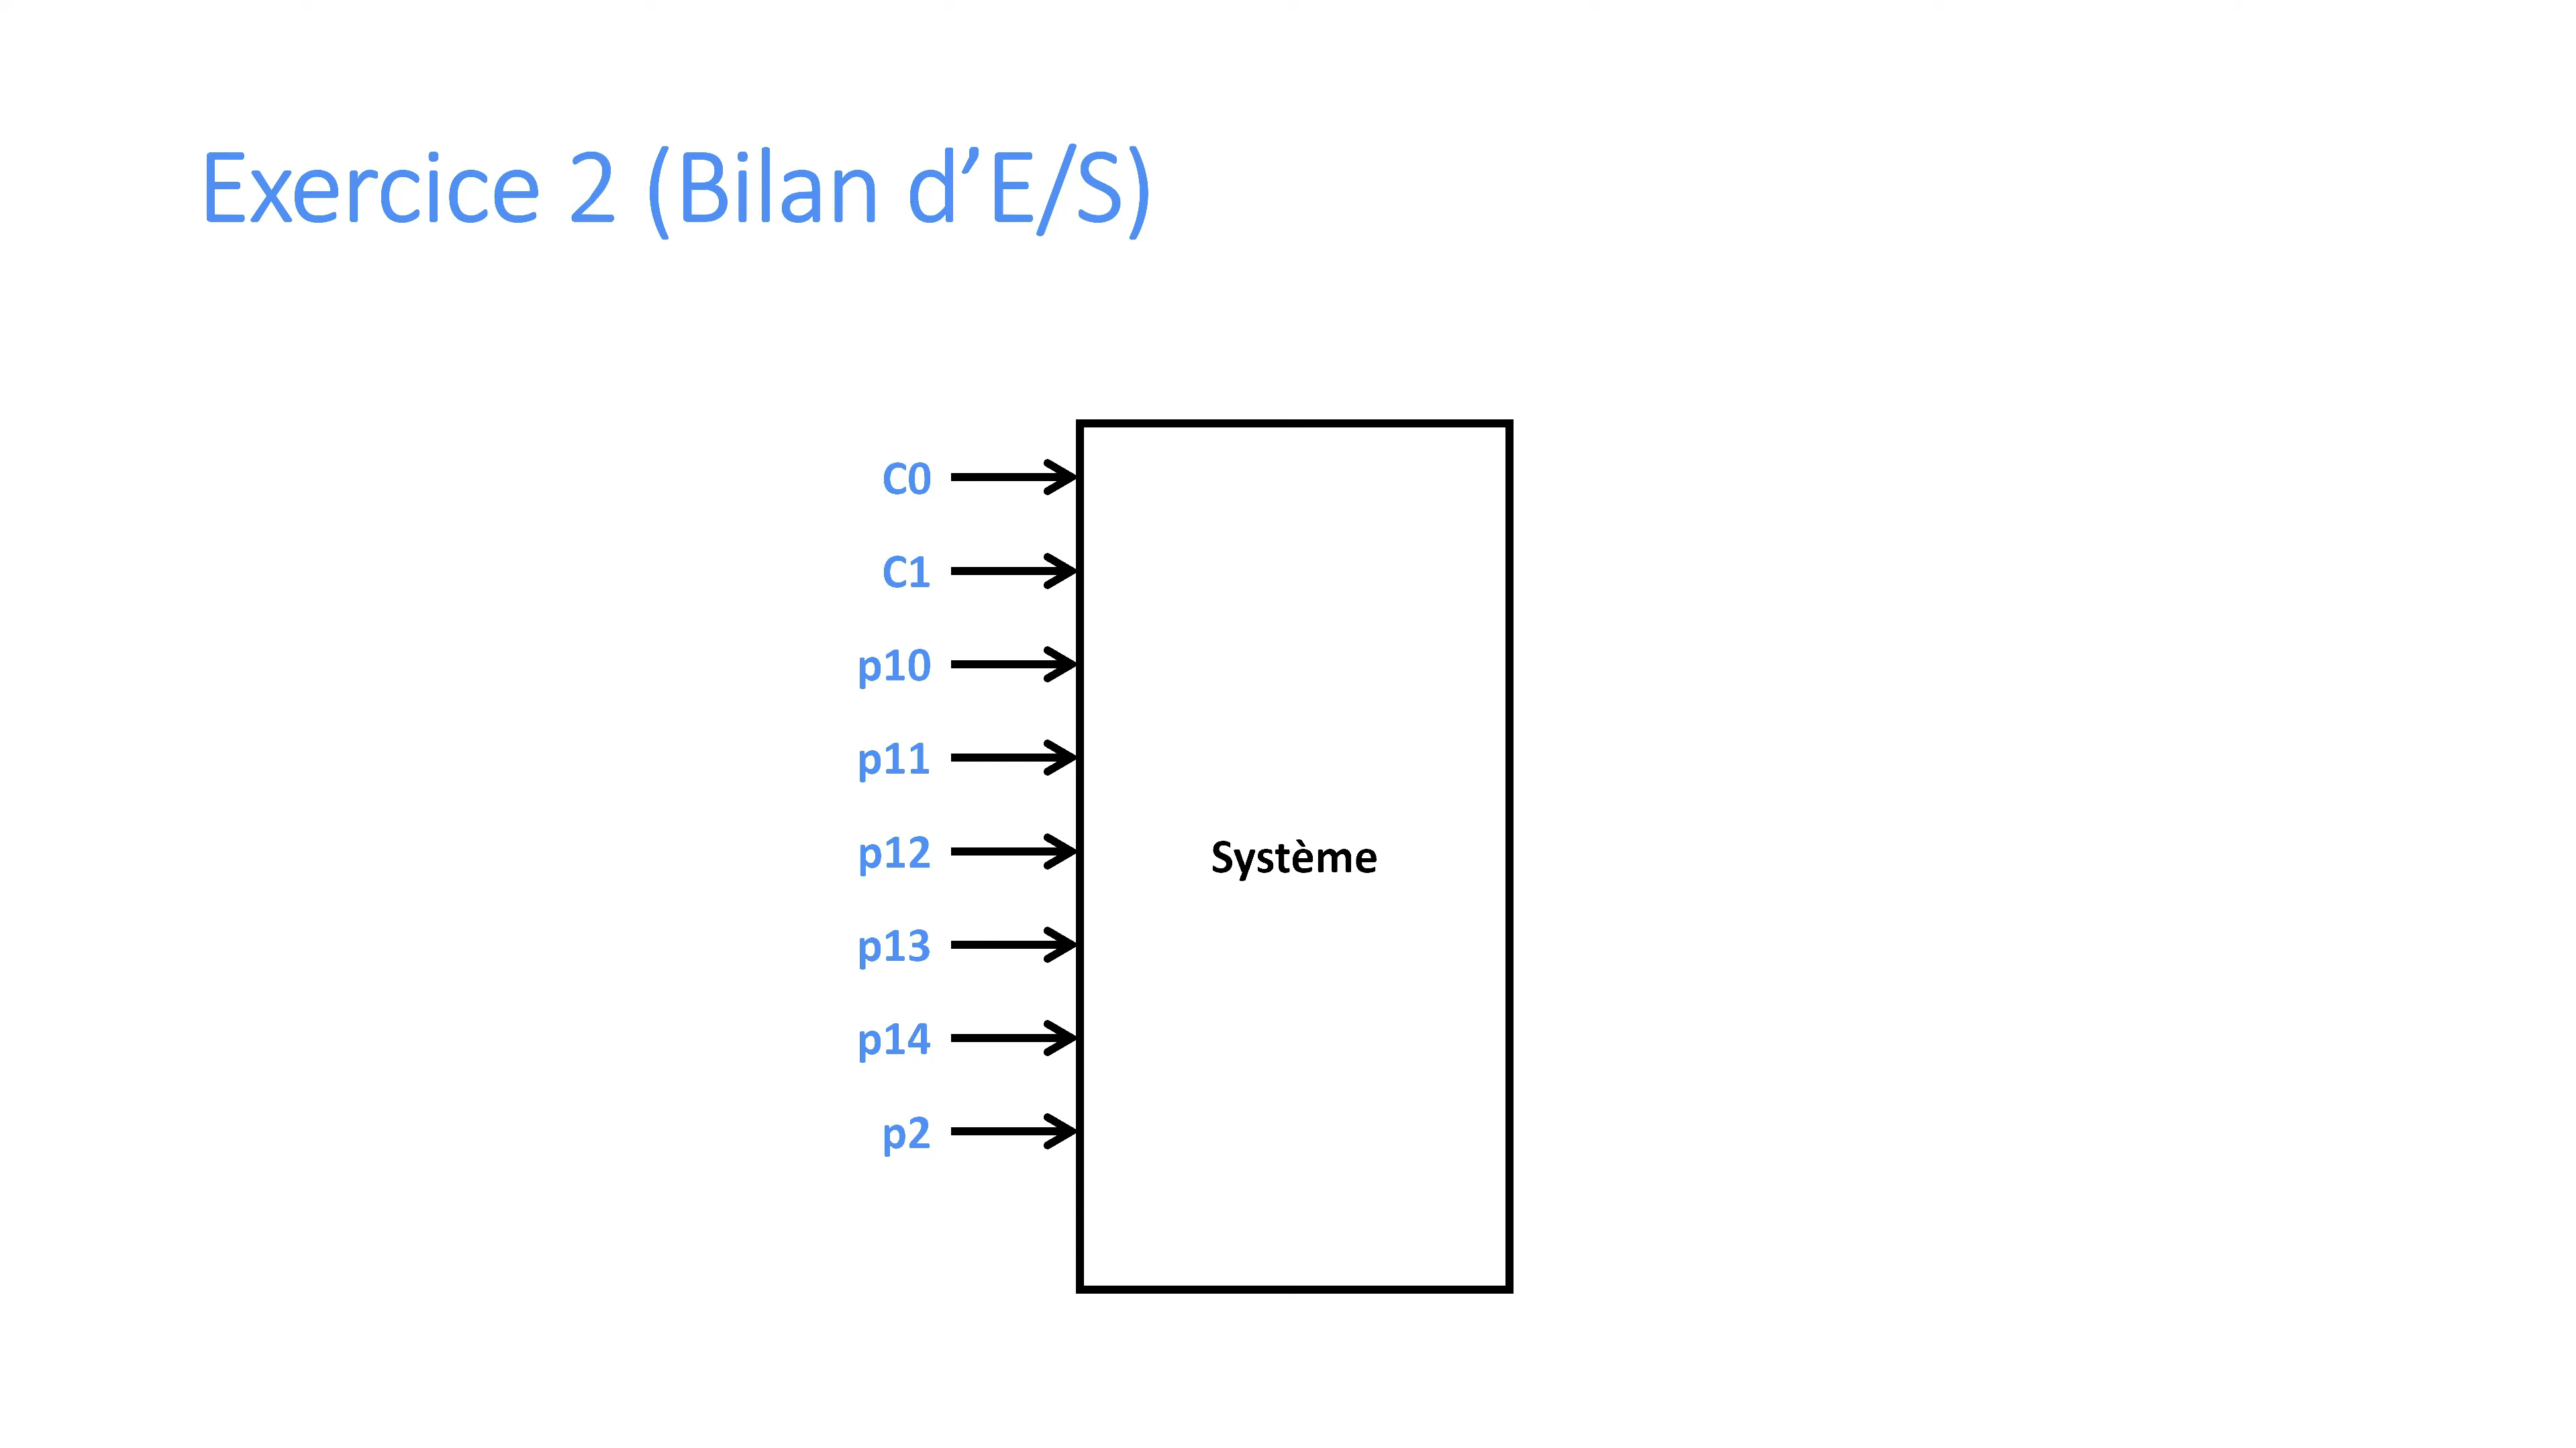 Exercice 2 (Bilan d’E/S)
C0
C1
p10
p11
p12
Système
p13
p14
p2